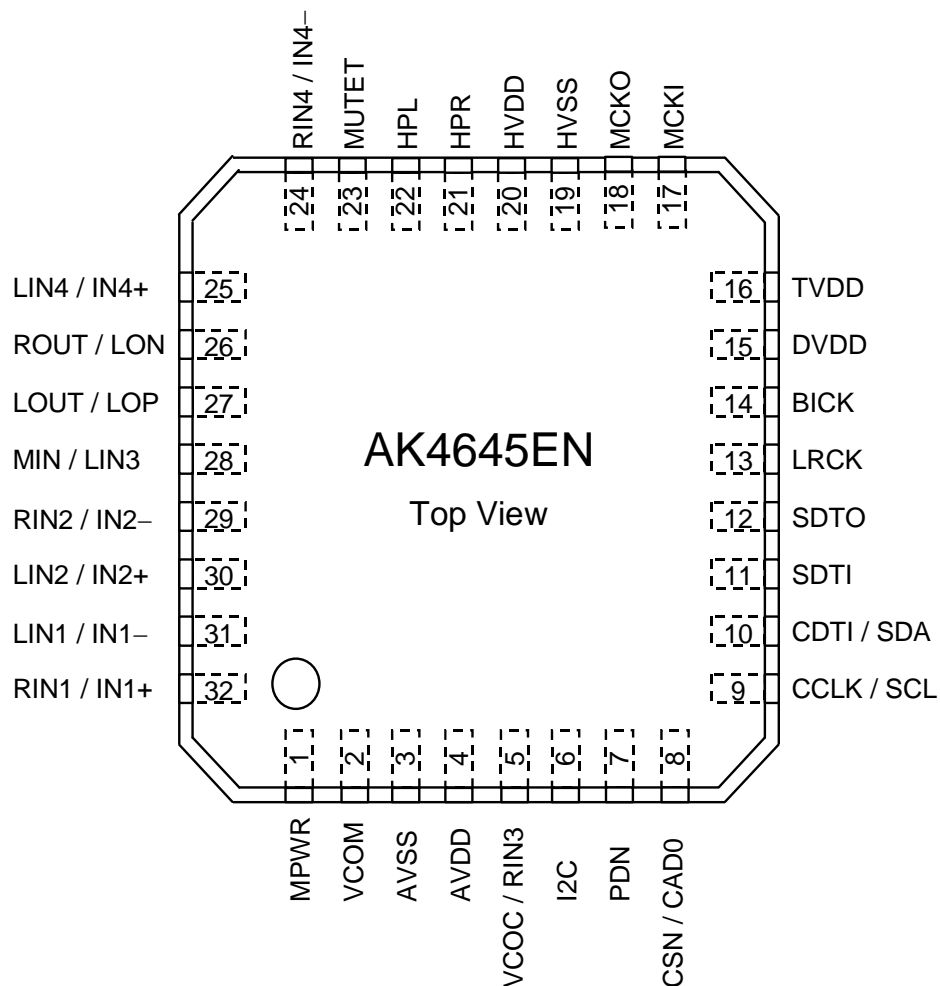 RIN4 / IN4–
MUTET
HPL
HPR
HVDD
HVSS
MCKO
MCKI
24
23
22
21
20
19
18
17
LIN4 / IN4+
25
16
TVDD
ROUT / LON
26
15
DVDD
LOUT / LOP
27
14
BICK
MIN / LIN3
28
13
LRCK
RIN2 / IN2–
29
12
SDTO
LIN2 / IN2+
30
11
SDTI
LIN1 / IN1–
31
10
CDTI / SDA
RIN1 / IN1+
32
9
CCLK / SCL
AK4645EN
Top View
1
2
3
4
5
6
7
8
MPWR
VCOM
AVSS
AVDD
VCOC / RIN3
I2C
PDN
CSN / CAD0